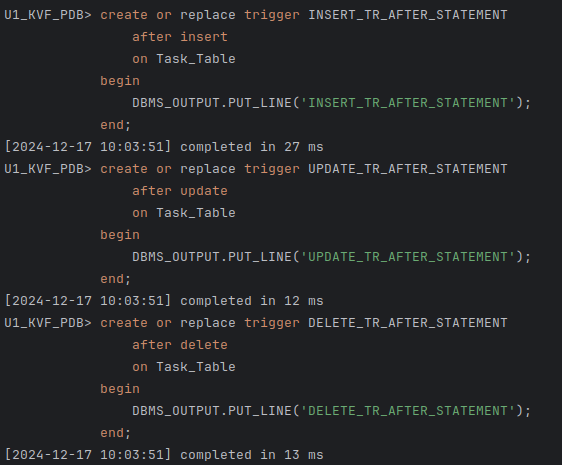 U1_KVF_PDB> create or replace trigger INSERT_TR_AFTER_STATEMENT
                after insert
                on Task_Table
            begin
                DBMS_OUTPUT.PUT_LINE('INSERT_TR_AFTER_STATEMENT');
            end;
[2024-12-17 10:03:51] completed in 27 ms
U1_KVF_PDB> create or replace trigger UPDATE_TR_AFTER_STATEMENT
                after update
                on Task_Table
            begin
                DBMS_OUTPUT.PUT_LINE('UPDATE_TR_AFTER_STATEMENT');
            end;
[2024-12-17 10:03:51] completed in 12 ms
U1_KVF_PDB> create or replace trigger DELETE_TR_AFTER_STATEMENT
                after delete
                on Task_Table
            begin
                DBMS_OUTPUT.PUT_LINE('DELETE_TR_AFTER_STATEMENT');
            end;
[2024-12-17 10:03:51] completed in 13 ms